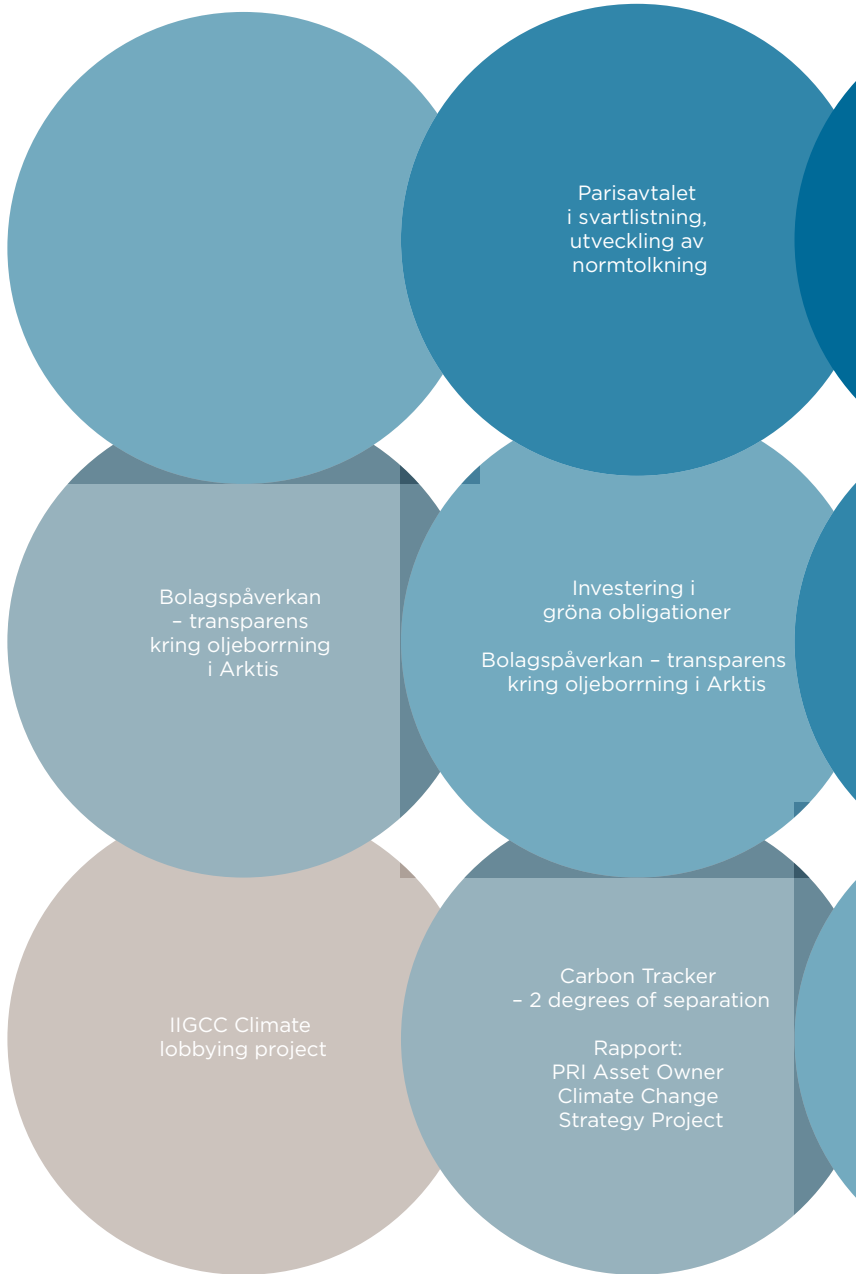 Parisavtalet
i svartlistning,
utveckling av
normtolkning
Bolagspåverkan
– transparens
kring oljeborrning
i Arktis
Investering i
gröna obligationer
Bolagspåverkan – transparens
kring oljeborrning i Arktis
IIGCC Climate
lobbying project
Carbon Tracker
– 2 degrees of separation
Rapport:
PRI Asset Owner
Climate Change
Strategy Project